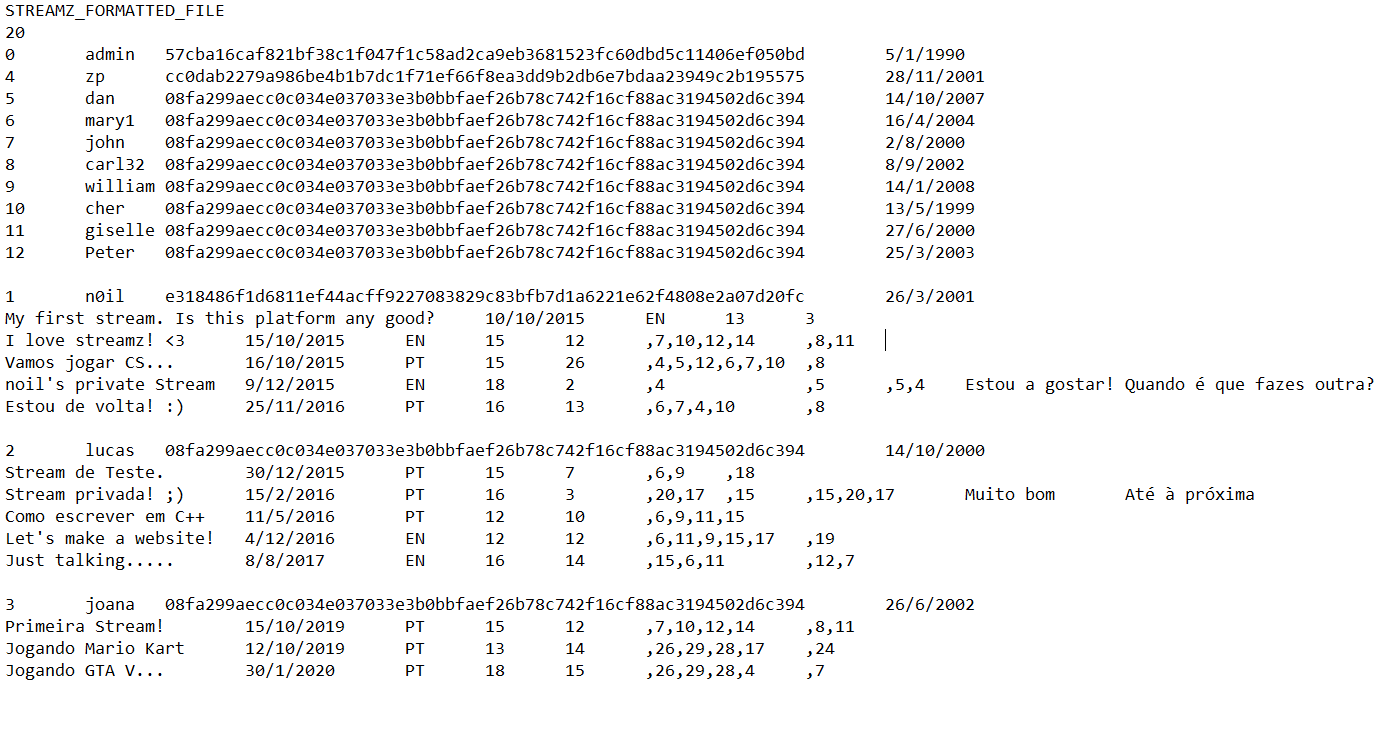 STREAMZ_FORMATTED_FILE
20
0 admin 57cba16caf821bf38c1f047f1c58ad2ca9eb3681523fc60dbd5c11406ef050bd 5/1/1990
4 zp cc0dab2279a986be4b1b7dc1f71ef66f8ea3dd9b2db6e7bdaa23949c2b195575 28/11/2001
5 dan 08fa299aecc0c034e037033e3b0bbfaef26b78c742f16cf88ac3194502d6c394 14/10/2007
6 mary1 08fa299aecc0c034e037033e3b0bbfaef26b78c742f16cf88ac3194502d6c394 16/4/2004
7 john 08fa299aecc0c034e037033e3b0bbfaef26b78c742f16cf88ac3194502d6c394 2/8/2000
8 carl32 08fa299aecc0c034e037033e3b0bbfaef26b78c742f16cf88ac3194502d6c394 8/9/2002
9 william 08fa299aecc0c034e037033e3b0bbfaef26b78c742f16cf88ac3194502d6c394 14/1/2008
10 cher 08fa299aecc0c034e037033e3b0bbfaef26b78c742f16cf88ac3194502d6c394 13/5/1999
11 giselle 08fa299aecc0c034e037033e3b0bbfaef26b78c742f16cf88ac3194502d6c394 27/6/2000
12 Peter 08fa299aecc0c034e037033e3b0bbfaef26b78c742f16cf88ac3194502d6c394 25/3/2003
1 n0il e318486f1d6811ef44acff9227083829c83bfb7d1a6221e62f4808e2a07d20fc 26/3/2001
My first stream. Is this platform any good? 10/10/2015 EN 13 3
I love streamz! <3 15/10/2015 EN 15 12 ,7,10,12,14 ,8,11
Vamos jogar CS... 16/10/2015 PT 15 26 ,4,5,12,6,7,10 ,8
noil's private Stream 9/12/2015 EN 18 2 ,4 ,5 ,5,4 Estou a gostar! Quando é que fazes outra?
Estou de volta! :) 25/11/2016 PT 16 13 ,6,7,4,10 ,8
2 lucas 08fa299aecc0c034e037033e3b0bbfaef26b78c742f16cf88ac3194502d6c394 14/10/2000
Stream de Teste. 30/12/2015 PT 15 7 ,6,9 ,18
Stream privada! ;) 15/2/2016 PT 16 3 ,20,17 ,15 ,15,20,17 Muito bom Até à próxima
Como escrever em C++ 11/5/2016 PT 12 10 ,6,9,11,15
Let's make a website! 4/12/2016 EN 12 12 ,6,11,9,15,17 ,19
Just talking..... 8/8/2017 EN 16 14 ,15,6,11 ,12,7
3 joana 08fa299aecc0c034e037033e3b0bbfaef26b78c742f16cf88ac3194502d6c394 26/6/2002
Primeira Stream! 15/10/2019 PT 15 12 ,7,10,12,14 ,8,11
Jogando Mario Kart 12/10/2019 PT 13 14 ,26,29,28,17 ,24
Jogando GTA V... 30/1/2020 PT 18 15 ,26,29,28,4 ,7